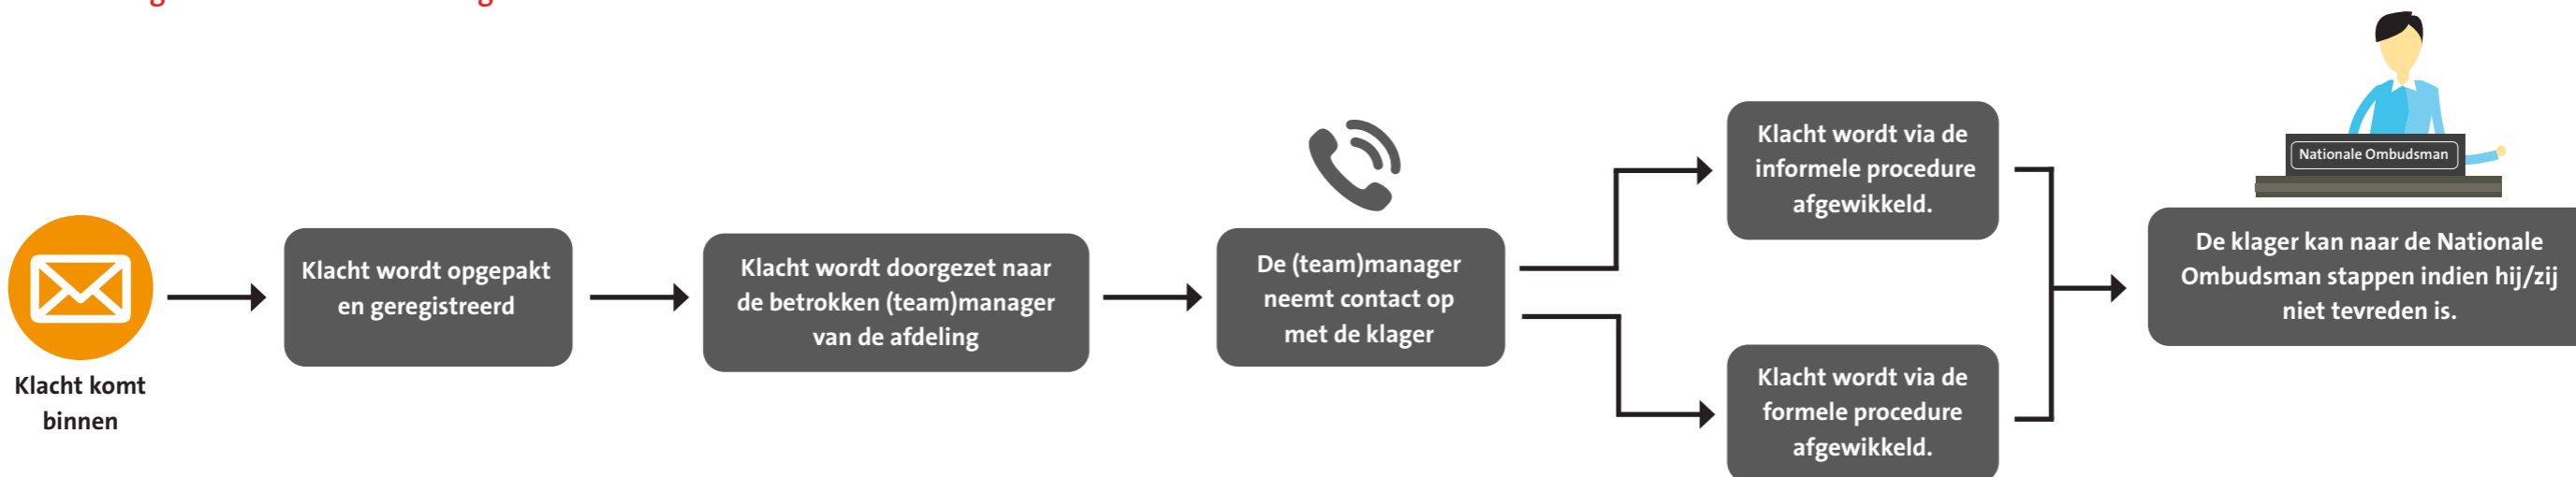 Klacht komt
binnen
Klacht wordt opgepakt
en geregistreerd
Klacht wordt doorgezet naar
de betrokken (team)manager
van de afdeling
De (team)manager
neemt contact op
met de klager
Klacht wordt via de
informele procedure
afgewikkeld.
Klacht wordt via de
formele procedure
afgewikkeld.
Nationale Ombudsman
De klager kan naar de Nationale
Ombudsman stappen indien hij/zij
niet tevreden is.